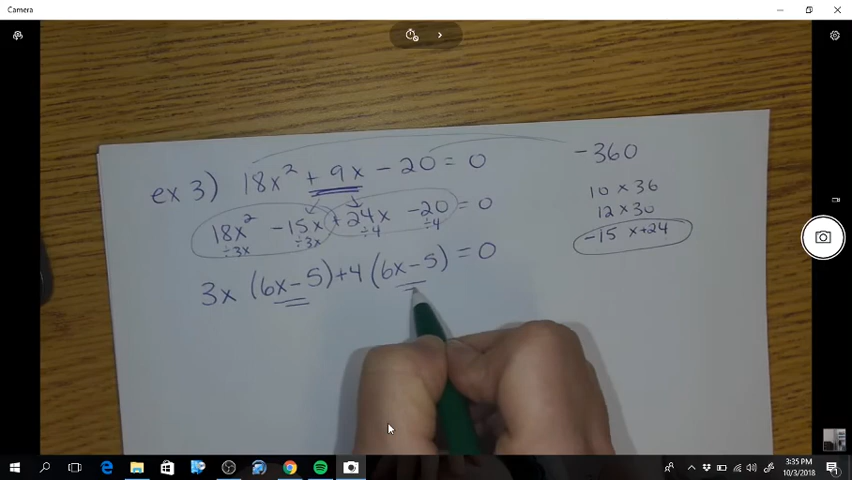 Camera
ex 3) 18x² + 9x - 20 = 0
-360
10 x 36
12 x 30
-15 x +24
18x² - 15x + 24x - 20 = 0
÷3x ÷3x ÷4 ÷4
3x (6x - 5) + 4 (6x - 5) = 0
3:35 PM
10/3/2018